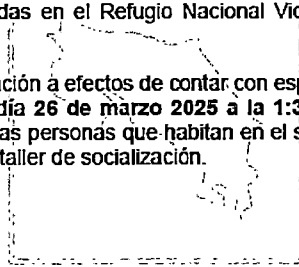 das en el Refugio Nacional Vic
ción a efectos de contar con esp
día 26 de marzo 2025 a la 1:3
as personas que habitan en el s
taller de socialización.